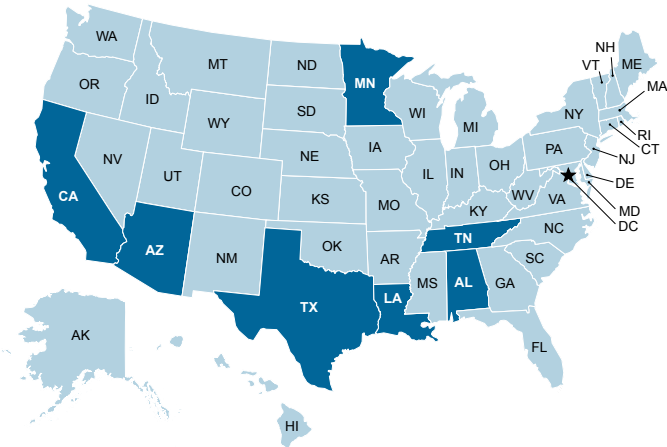 WA
MT
ND
MN
OR
ID
WY
SD
WI
MI
NY
VT
NH
ME
MA
RI
CT
NJ
DE
MD
DC
NV
UT
CO
NE
IA
IL
IN
OH
PA
CA
KS
MO
KY
WV
VA
AZ
NM
OK
AR
TN
NC
SC
TX
LA
MS
AL
GA
FL
AK
HI